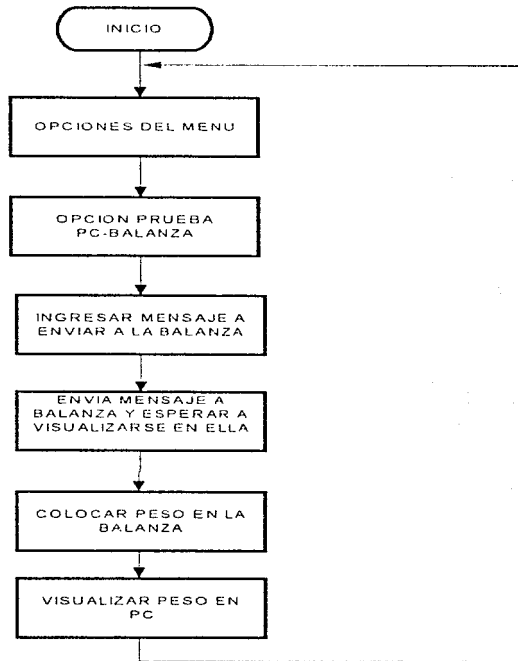 INICIO
OPCIONES DEL MENU
OPCION PRUEBA
PC-BALANZA
INGRESAR MENSAJE A
ENVIAR A LA BALANZA
ENVIA MENSAJE A
BALANZA Y ESPERAR A
VISUALIZARSE EN ELLA
COLOCAR PESO EN LA
BALANZA
VISUALIZAR PESO EN
PC